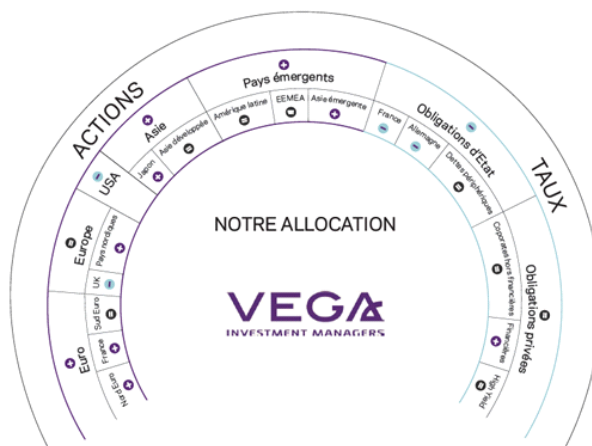 ACTIONS
Euro
Nord Euro
France
Sud Euro
Europe
UK
Pays nordiques
USA
Asie
Japon
Asie développée
Pays émergents
Amérique latine
EEMEA
Asie émergente
TAUX
Obligations d'Etat
France
Allemagne
Dettes périphériques
Obligations privées
Corporates hors financières
Financières
High Yield
NOTRE ALLOCATION
VEGA
INVESTMENT MANAGERS